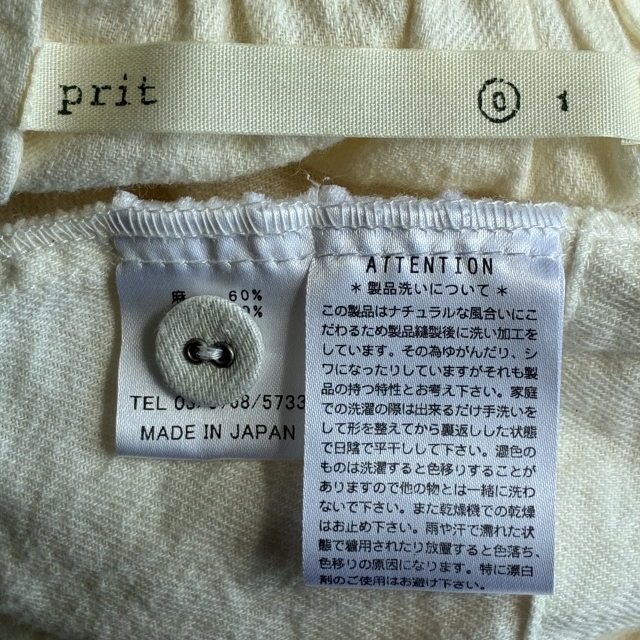 prit 0 1
麻 60%
0%
TEL 03/5733
MADE IN JAPAN
ATTENTION
* 製品洗いについて *
この製品はナチュラルな風合いにこ
だわるため製品縫製後に洗い加工を
しています。その為ゆがんだり、シ
ワになったりしていますがそれも製
品の持つ特性とお考え下さい。家庭
での洗濯の際は出来るだけ手洗いを
して形を整えてから裏返しした状態
で日陰で平干しして下さい。濃色の
ものは洗濯すると色移りすることが
ありますので他の物とは一緒に洗わ
ないで下さい。また乾燥機での乾燥
はお止め下さい。雨や汗で濡れた状
態で着用されたり放置すると色落ち、
色移りの原因になります。特に漂白
剤のご使用はお避け下さい。